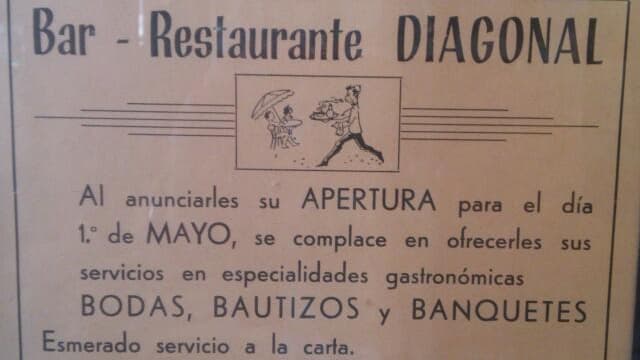 Bar - Restaurante DIAGONAL
Al anunciarles su APERTURA para el día
1.º de MAYO, se complace en ofrecerles sus
servicios en especialidades gastronómicas
BODAS, BAUTIZOS y BANQUETES
Esmerado servicio a la carta.